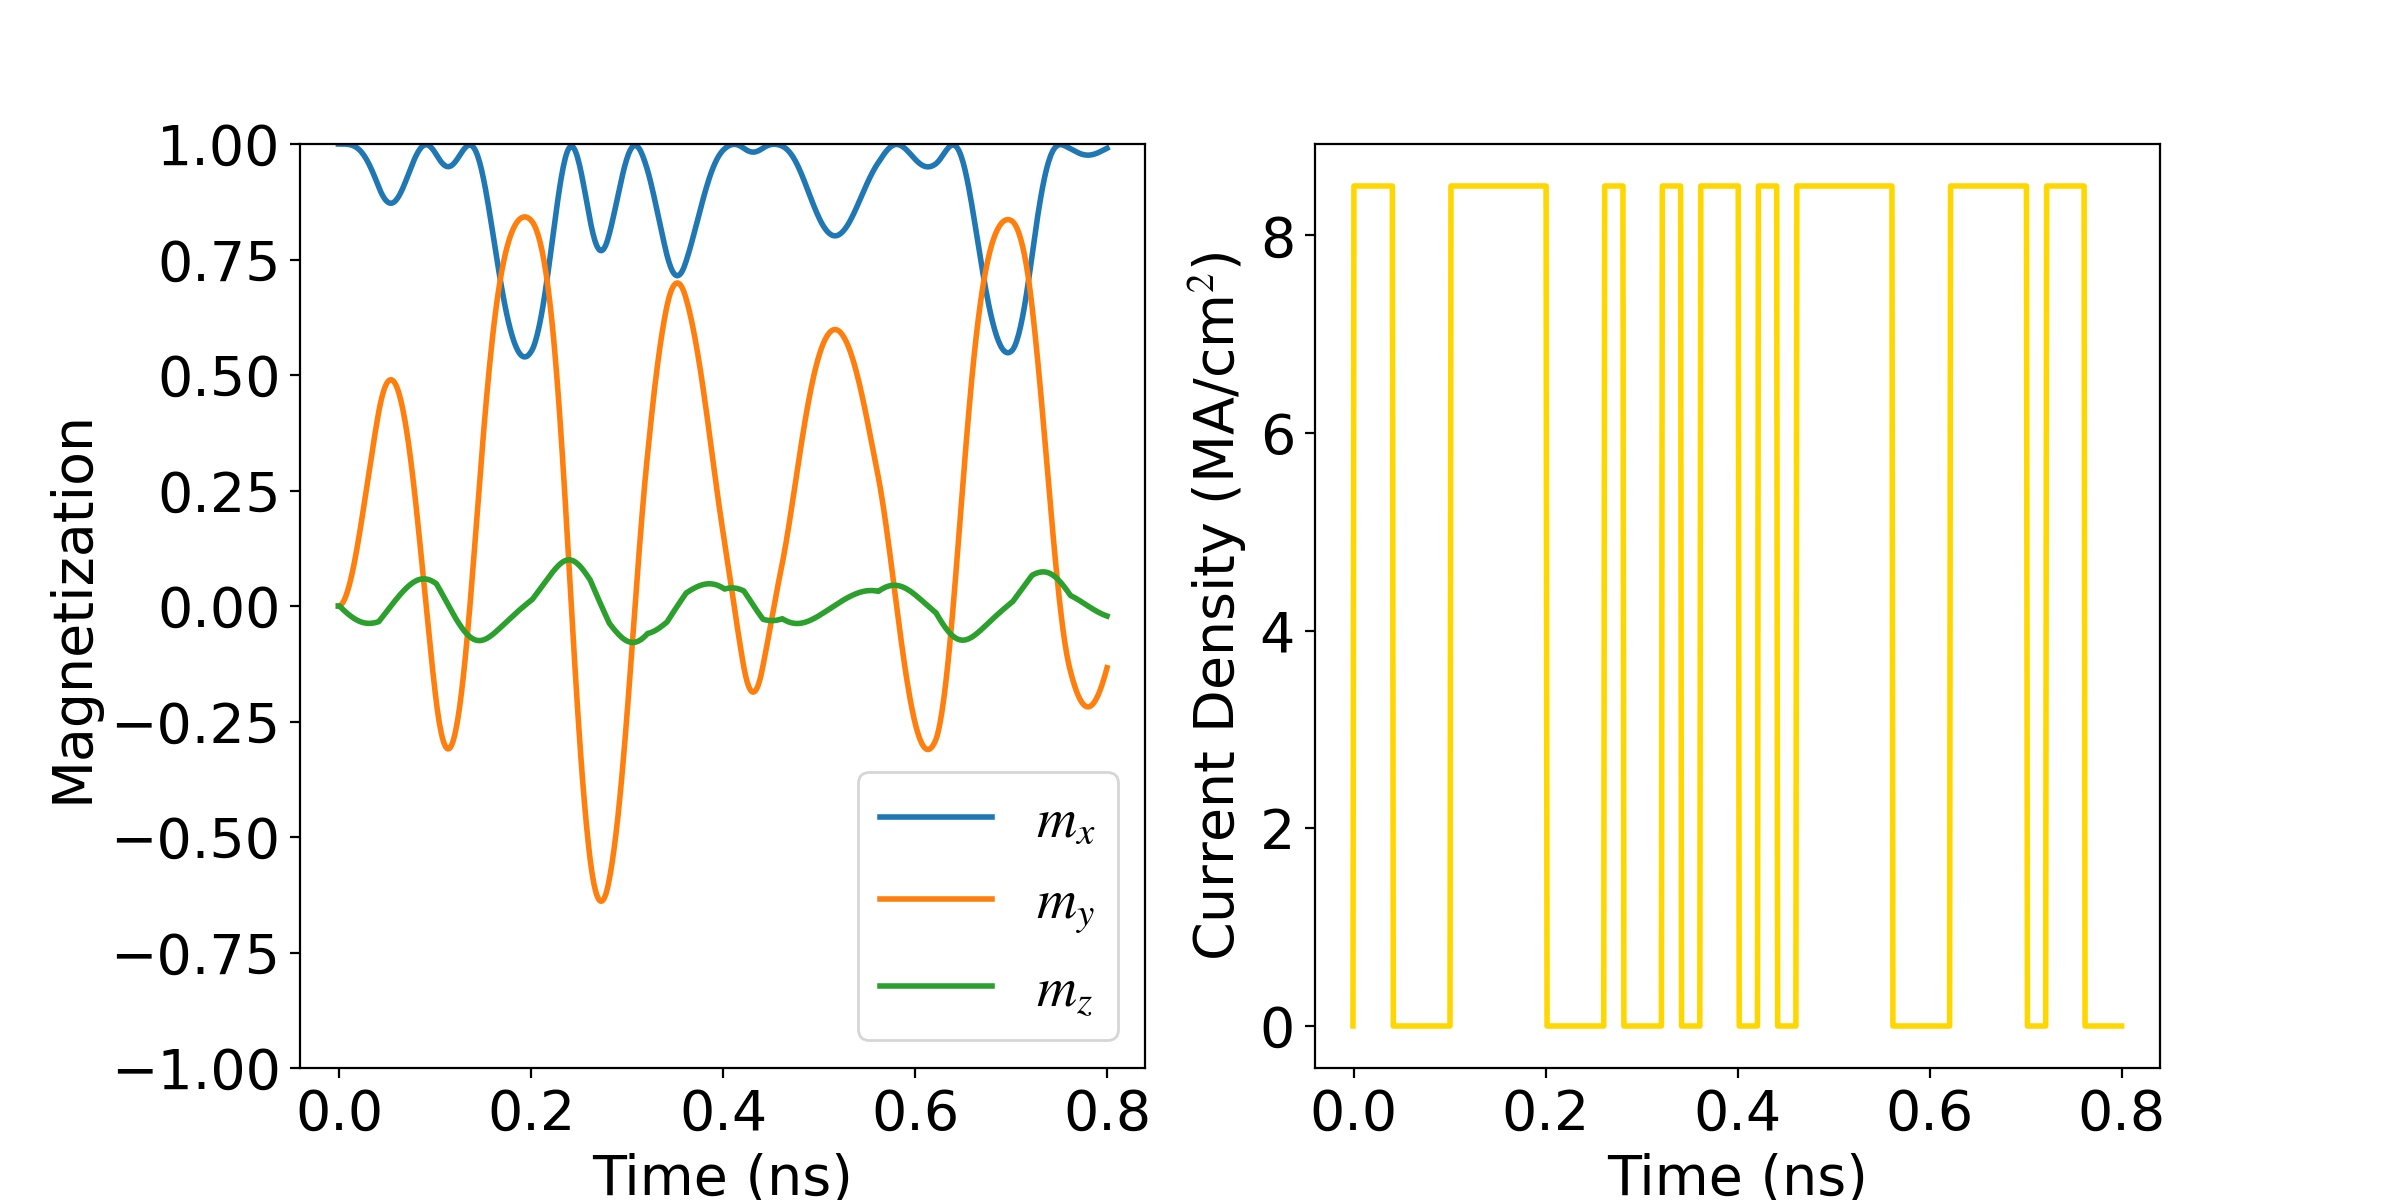 1.00
0.75
0.50
0.25
0.00
−0.25
−0.50
−0.75
−1.00
Magnetization
0.0 0.2 0.4 0.6 0.8
Time (ns)
m_x
m_y
m_z
8
6
4
2
0
Current Density (MA/cm²)
0.0 0.2 0.4 0.6 0.8
Time (ns)